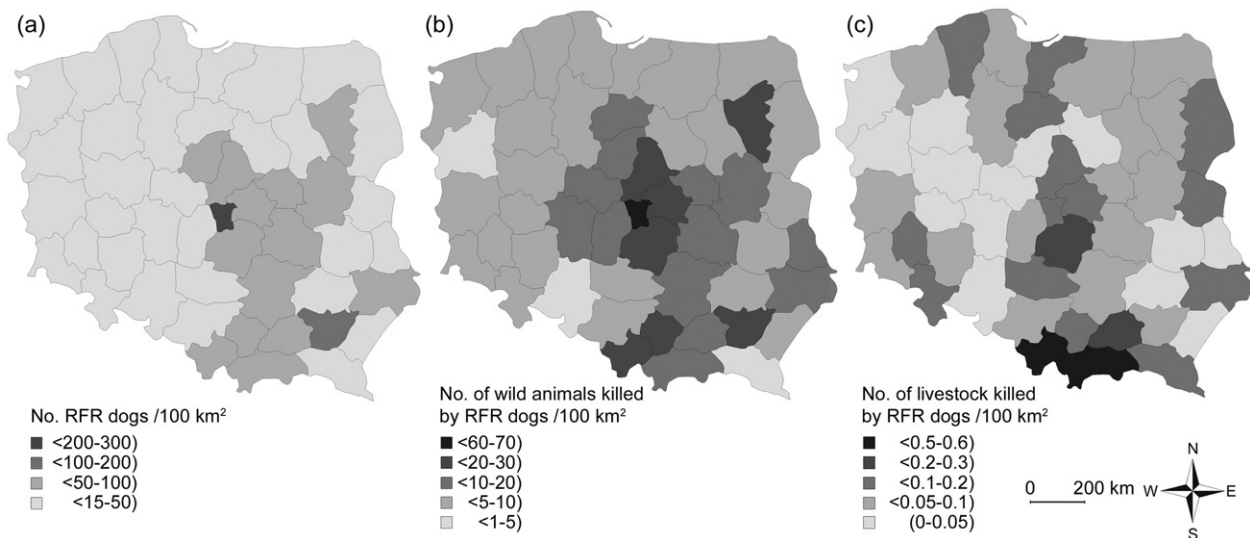 (a)
(b)
(c)
No. RFR dogs /100 km²
<200-300)
<100-200)
<50-100)
<15-50)
No. of wild animals killed
by RFR dogs /100 km²
<60-70)
<20-30)
<10-20)
<5-10)
<1-5)
No. of livestock killed
by RFR dogs /100 km²
<0.5-0.6)
<0.2-0.3)
<0.1-0.2)
<0.05-0.1)
(0-0.05)
0 200 km
N
W E
S